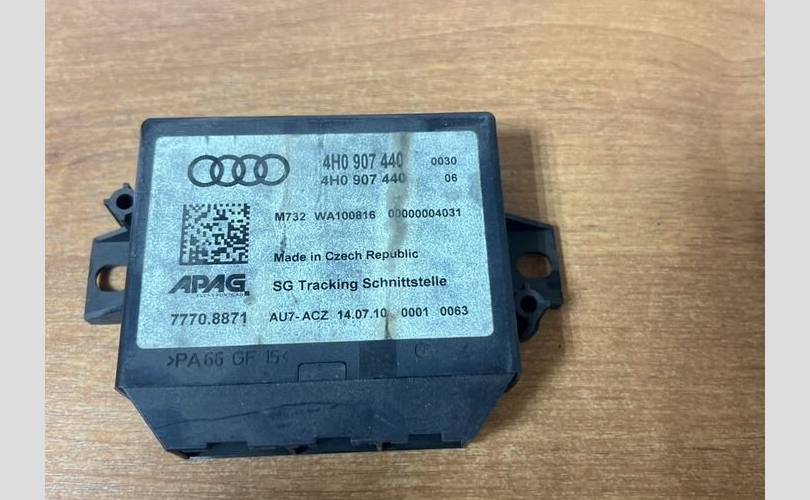 4H0 907 440 0030
4H0 907 440 06
M732 WA100816 00000004031
Made in Czech Republic
APAG
SG Tracking Schnittstelle
7770.8871 AU7-ACZ 14.07.10 0001 0063
>PA66 GF 15<